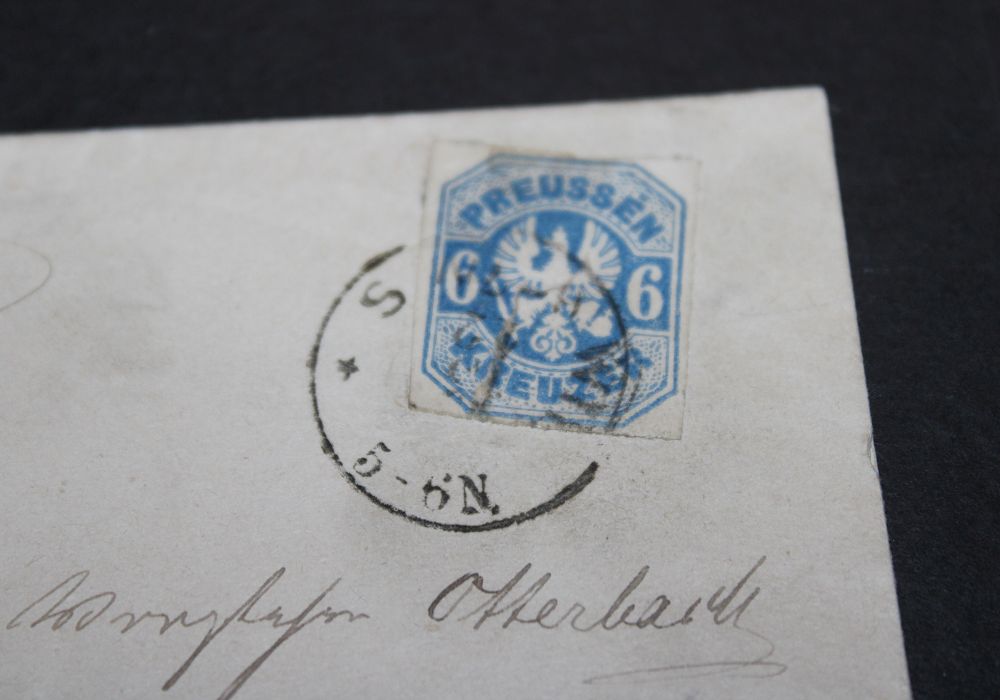 PREUSSEN
6 6
KREUZER
S
5-6N.
Otterbach